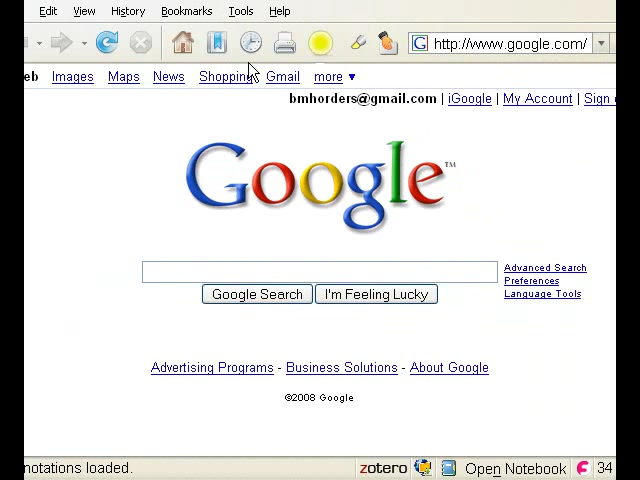 Edit View History Bookmarks Tools Help
G http://www.google.com/
eb Images Maps News Shopping Gmail more ▼
bmhorders@gmail.com | iGoogle | My Account | Sign o
Google™
Advanced Search
Preferences
Language Tools
Google Search I'm Feeling Lucky
Advertising Programs - Business Solutions - About Google
©2008 Google
notations loaded. zotero Open Notebook 34